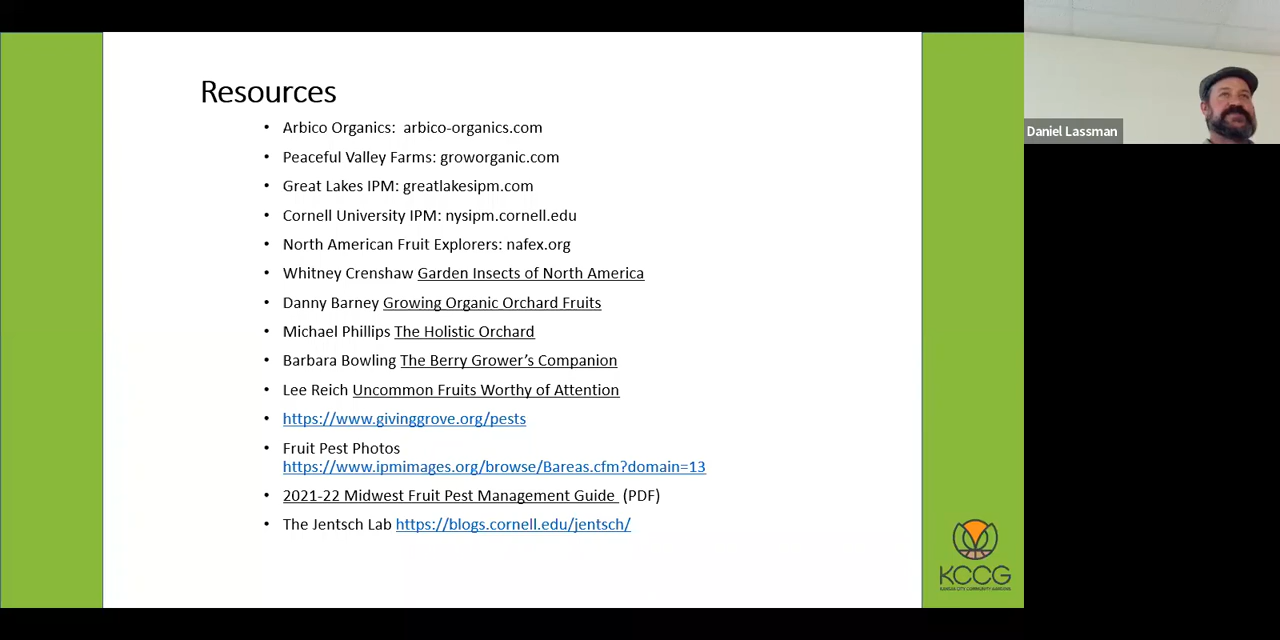 Resources
• Arbico Organics: arbico-organics.com
• Peaceful Valley Farms: groworganic.com
• Great Lakes IPM: greatlakesipm.com
• Cornell University IPM: nysipm.cornell.edu
• North American Fruit Explorers: nafex.org
• Whitney Crenshaw Garden Insects of North America
• Danny Barney Growing Organic Orchard Fruits
• Michael Phillips The Holistic Orchard
• Barbara Bowling The Berry Grower’s Companion
• Lee Reich Uncommon Fruits Worthy of Attention
• https://www.givinggrove.org/pests
• Fruit Pest Photos
https://www.ipmimages.org/browse/Bareas.cfm?domain=13
• 2021-22 Midwest Fruit Pest Management Guide (PDF)
• The Jentsch Lab https://blogs.cornell.edu/jentsch/
KCCG
KANSAS CITY COMMUNITY GARDENS
Daniel Lassman